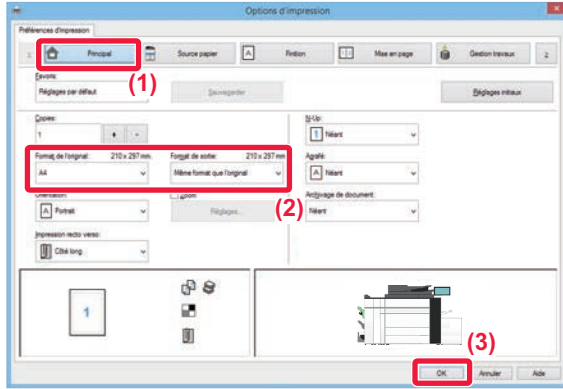 Options d'impression
Préférences d'impression
Principal
Source papier
Finition
Mise en page
Gestion travaux
(1)
Favoris:
Réglages par défaut
Sauvegarder
Réglages initiaux
Copies:
1
+ -
N-Up:
1 Néant
Format de l'original: 210 x 297 mm
Format de sortie: 210 x 297 mm
Agrafé:
A4
Même format que l'original
A Néant
(2)
Orientation:
Zoom:
Archivage de document:
A Portrait
Réglages...
Néant
Impression recto verso:
Côté long
1
(3)
OK
Annuler
Aide